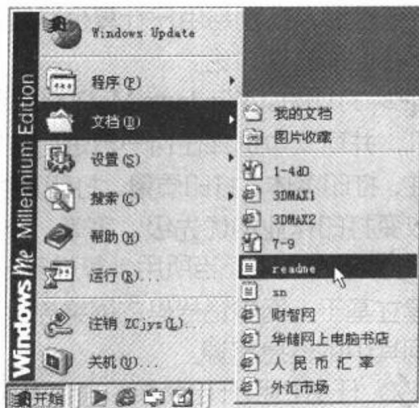 Windows Me Millennium Edition
Windows Update
程序(P)
文档(D)
设置(S)
搜索(C)
帮助(H)
运行(R)...
注销 ZCjys(L)...
关机(U)...
开始
我的文档
图片收藏
1-4d0
3DMAX1
3DMAX2
7-9
readme
sn
财智网
华储网上电脑书店
人民币汇率
外汇市场